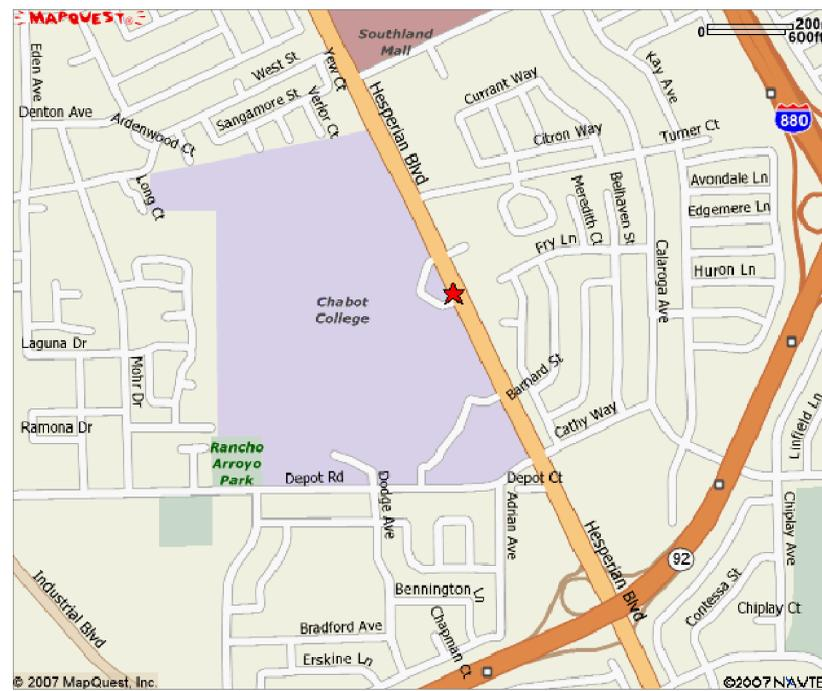 MAPQUEST
Southland
Mall
200
0
600ft
Eden Ave
West St
Yew Ct
Kay Ave
Denton Ave
Sangamore St
Verlor Ct
Hesperian Blvd
Currant Way
880
Ardenwood Ct
Citron Way
Turner Ct
Long Ct
Meredith Ct
Belhaven St
Avondale Ln
Edgemere Ln
Fry Ln
Calaroga Ave
Huron Ln
Chabot
College
Laguna Dr
Mohr Dr
Barnard St
Ramona Dr
Cathy Way
Rancho
Arroyo
Park
Depot Rd
Dodge Ave
Depot Ct
Adrian Ave
Chiplay Ave
Hesperian Blvd
92
Industrial Blvd
Bennington Ln
Contessa St
Chiplay Ct
Bradford Ave
Chapman Ct
Erskine Ln
© 2007 MapQuest, Inc.
©2007 NAVTE